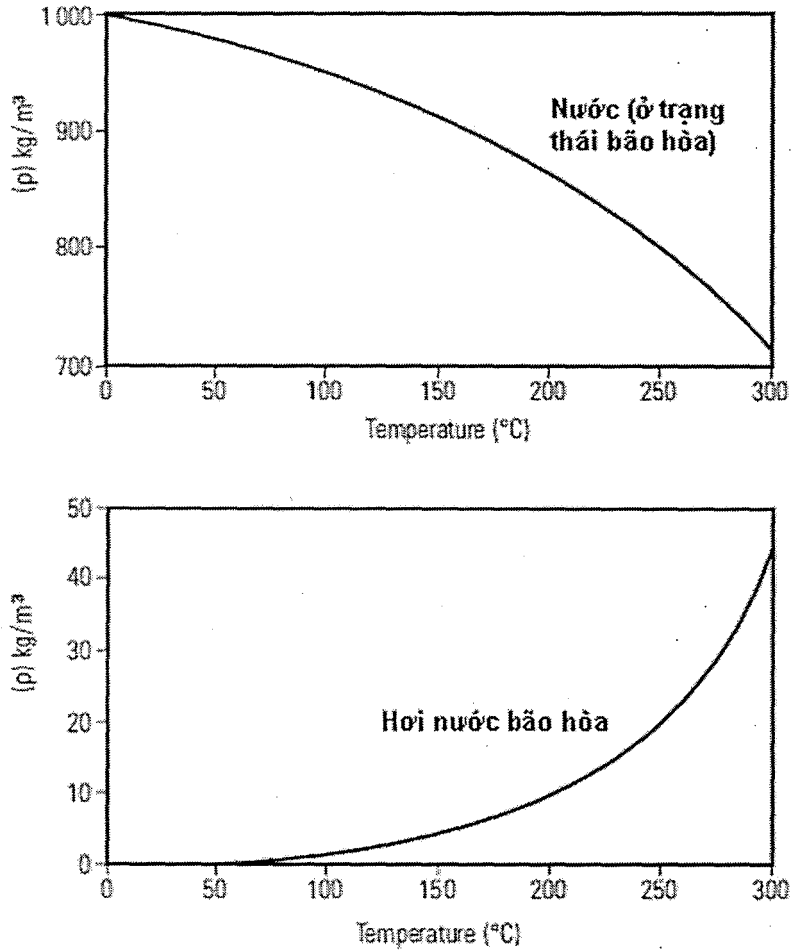 1 000
900
800
700
(ρ) kg/m³
Nước (ở trạng
thái bão hòa)
0 50 100 150 200 250 300
Temperature (°C)
50
40
30
20
10
0
(ρ) kg/m³
Hơi nước bão hòa
0 50 100 150 200 250 300
Temperature (°C)